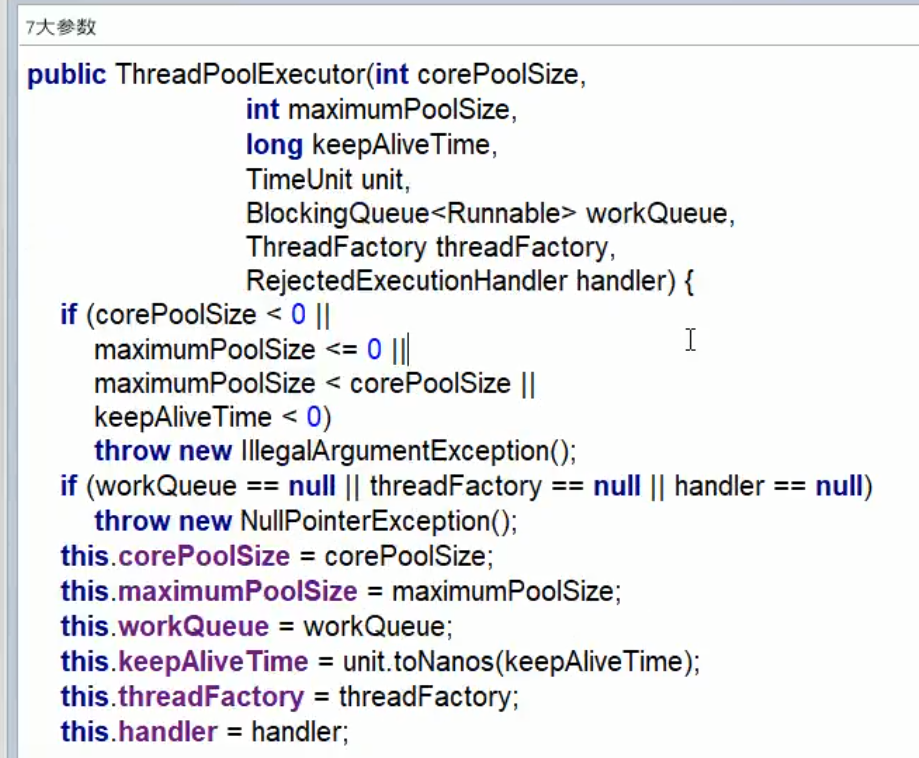 7大参数
public ThreadPoolExecutor(int corePoolSize,
int maximumPoolSize,
long keepAliveTime,
TimeUnit unit,
BlockingQueue<Runnable> workQueue,
ThreadFactory threadFactory,
RejectedExecutionHandler handler) {
if (corePoolSize < 0 ||
maximumPoolSize <= 0 ||
maximumPoolSize < corePoolSize ||
keepAliveTime < 0)
throw new IllegalArgumentException();
if (workQueue == null || threadFactory == null || handler == null)
throw new NullPointerException();
this.corePoolSize = corePoolSize;
this.maximumPoolSize = maximumPoolSize;
this.workQueue = workQueue;
this.keepAliveTime = unit.toNanos(keepAliveTime);
this.threadFactory = threadFactory;
this.handler = handler;